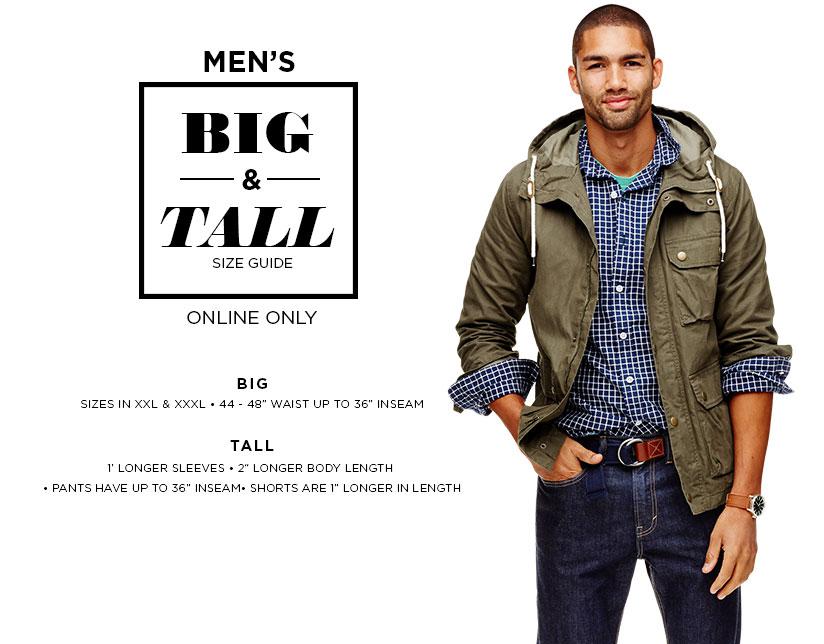 MEN'S
BIG
&
TALL
SIZE GUIDE
ONLINE ONLY
BIG
SIZES IN XXL & XXXL • 44 - 48" WAIST UP TO 36" INSEAM
TALL
1' LONGER SLEEVES • 2" LONGER BODY LENGTH
• PANTS HAVE UP TO 36" INSEAM• SHORTS ARE 1" LONGER IN LENGTH